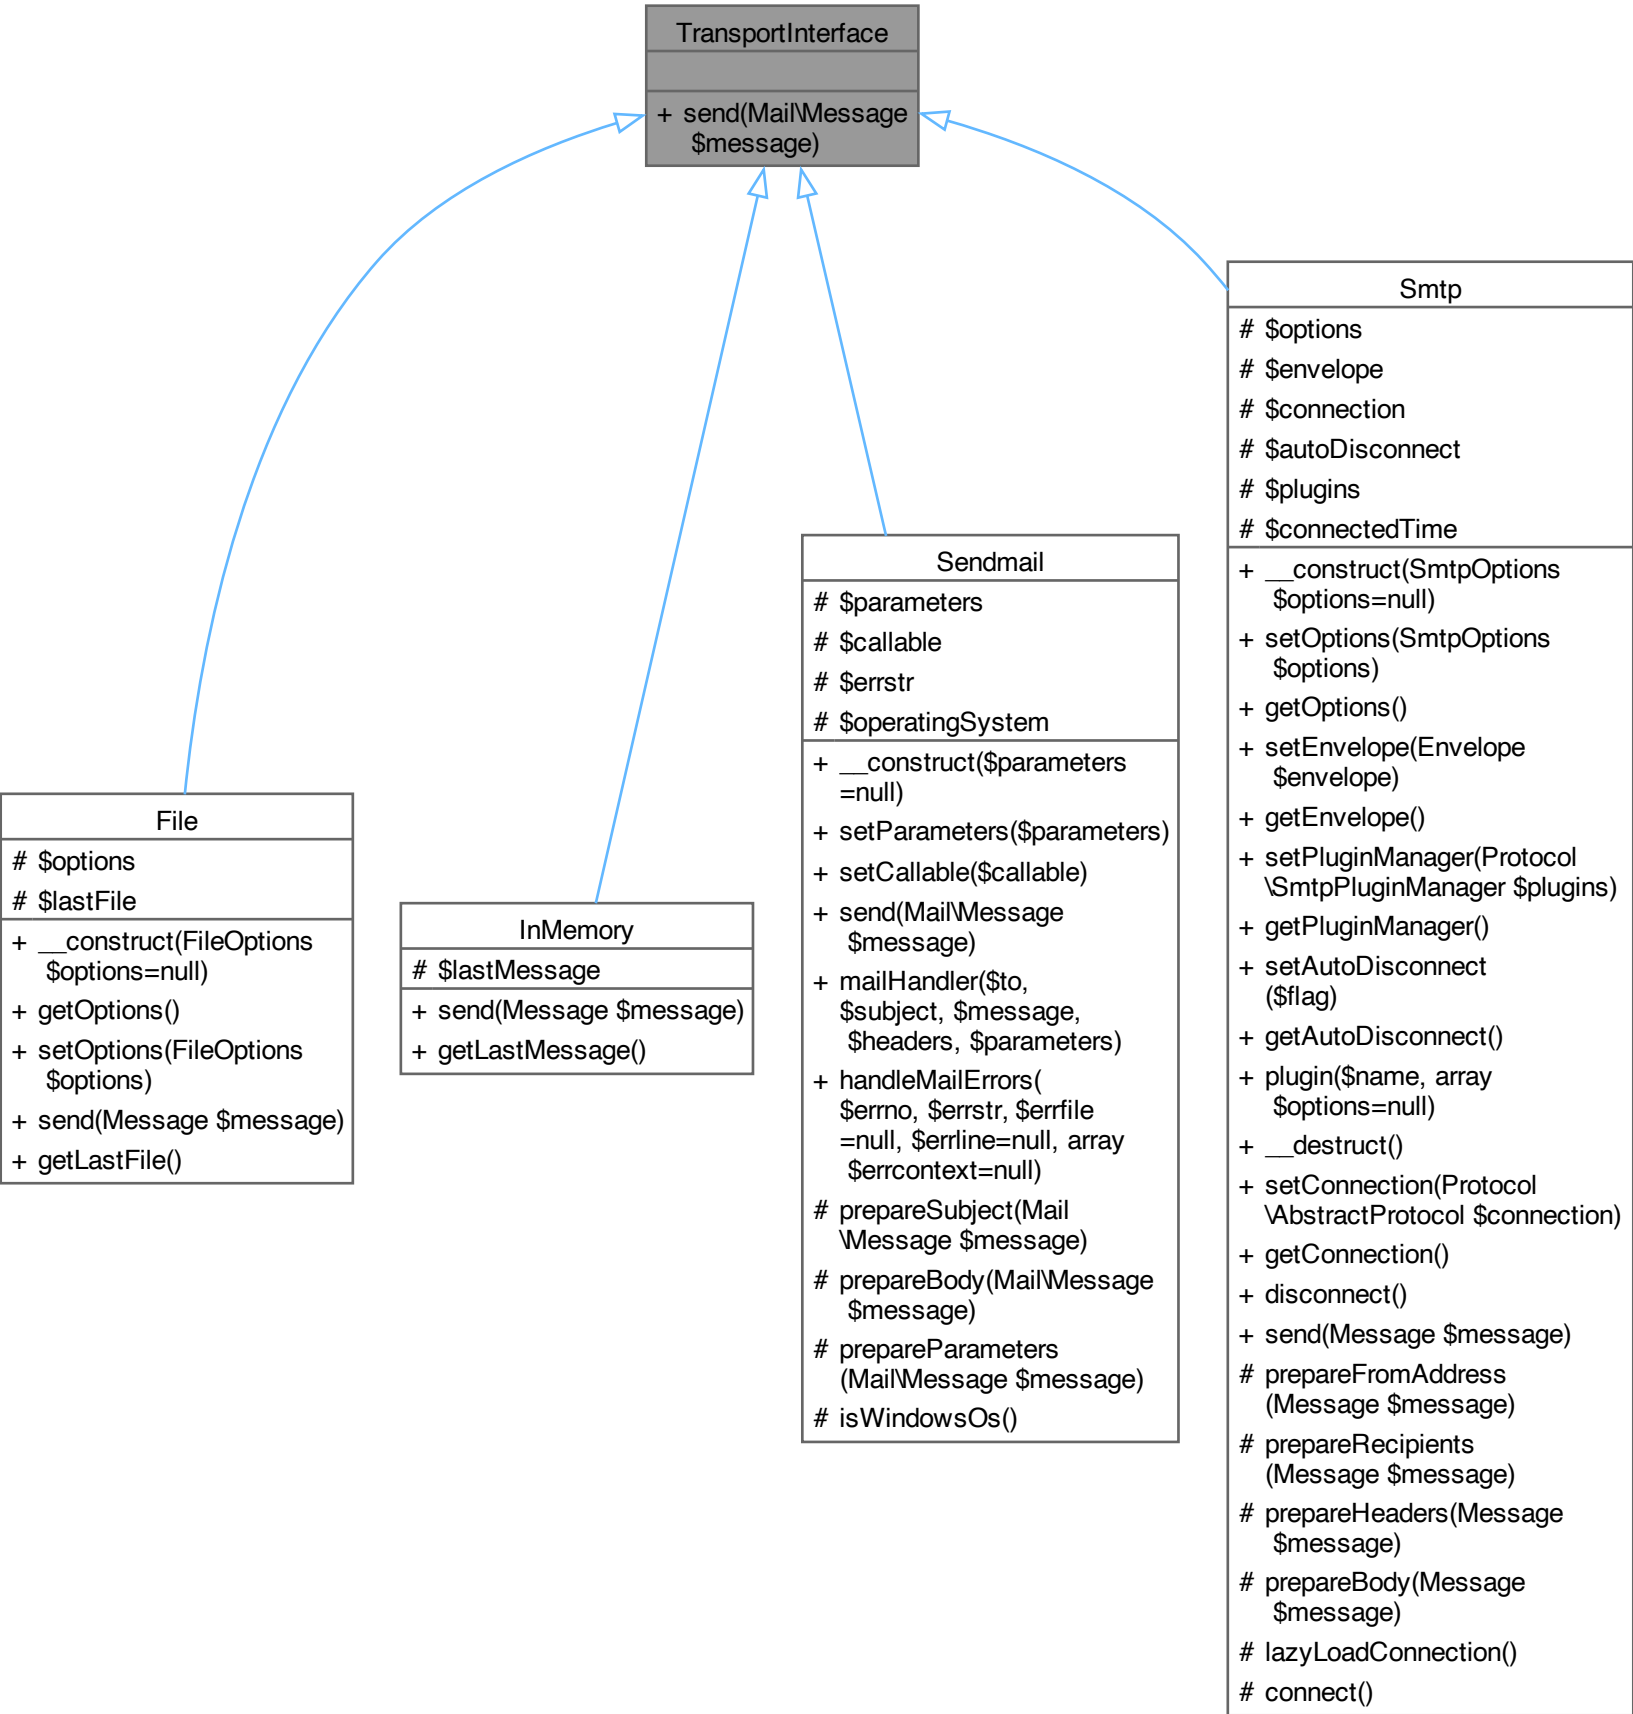 TransportInterface
+ send(Mail\Message
$message)
File
# $options
# $lastFile
+ __construct(FileOptions
$options=null)
+ getOptions()
+ setOptions(FileOptions
$options)
+ send(Message $message)
+ getLastFile()
InMemory
# $lastMessage
+ send(Message $message)
+ getLastMessage()
Sendmail
# $parameters
# $callable
# $errstr
# $operatingSystem
+ __construct($parameters
=null)
+ setParameters($parameters)
+ setCallable($callable)
+ send(Mail\Message
$message)
+ mailHandler($to,
$subject, $message,
$headers, $parameters)
+ handleMailErrors(
$errno, $errstr, $errfile
=null, $errline=null, array
$errcontext=null)
# prepareSubject(Mail
\Message $message)
# prepareBody(Mail\Message
$message)
# prepareParameters
(Mail\Message $message)
# isWindowsOs()
Smtp
# $options
# $envelope
# $connection
# $autoDisconnect
# $plugins
# $connectedTime
+ __construct(SmtpOptions
$options=null)
+ setOptions(SmtpOptions
$options)
+ getOptions()
+ setEnvelope(Envelope
$envelope)
+ getEnvelope()
+ setPluginManager(Protocol
\SmtpPluginManager $plugins)
+ getPluginManager()
+ setAutoDisconnect
($flag)
+ getAutoDisconnect()
+ plugin($name, array
$options=null)
+ __destruct()
+ setConnection(Protocol
\AbstractProtocol $connection)
+ getConnection()
+ disconnect()
+ send(Message $message)
# prepareFromAddress
(Message $message)
# prepareRecipients
(Message $message)
# prepareHeaders(Message
$message)
# prepareBody(Message
$message)
# lazyLoadConnection()
# connect()